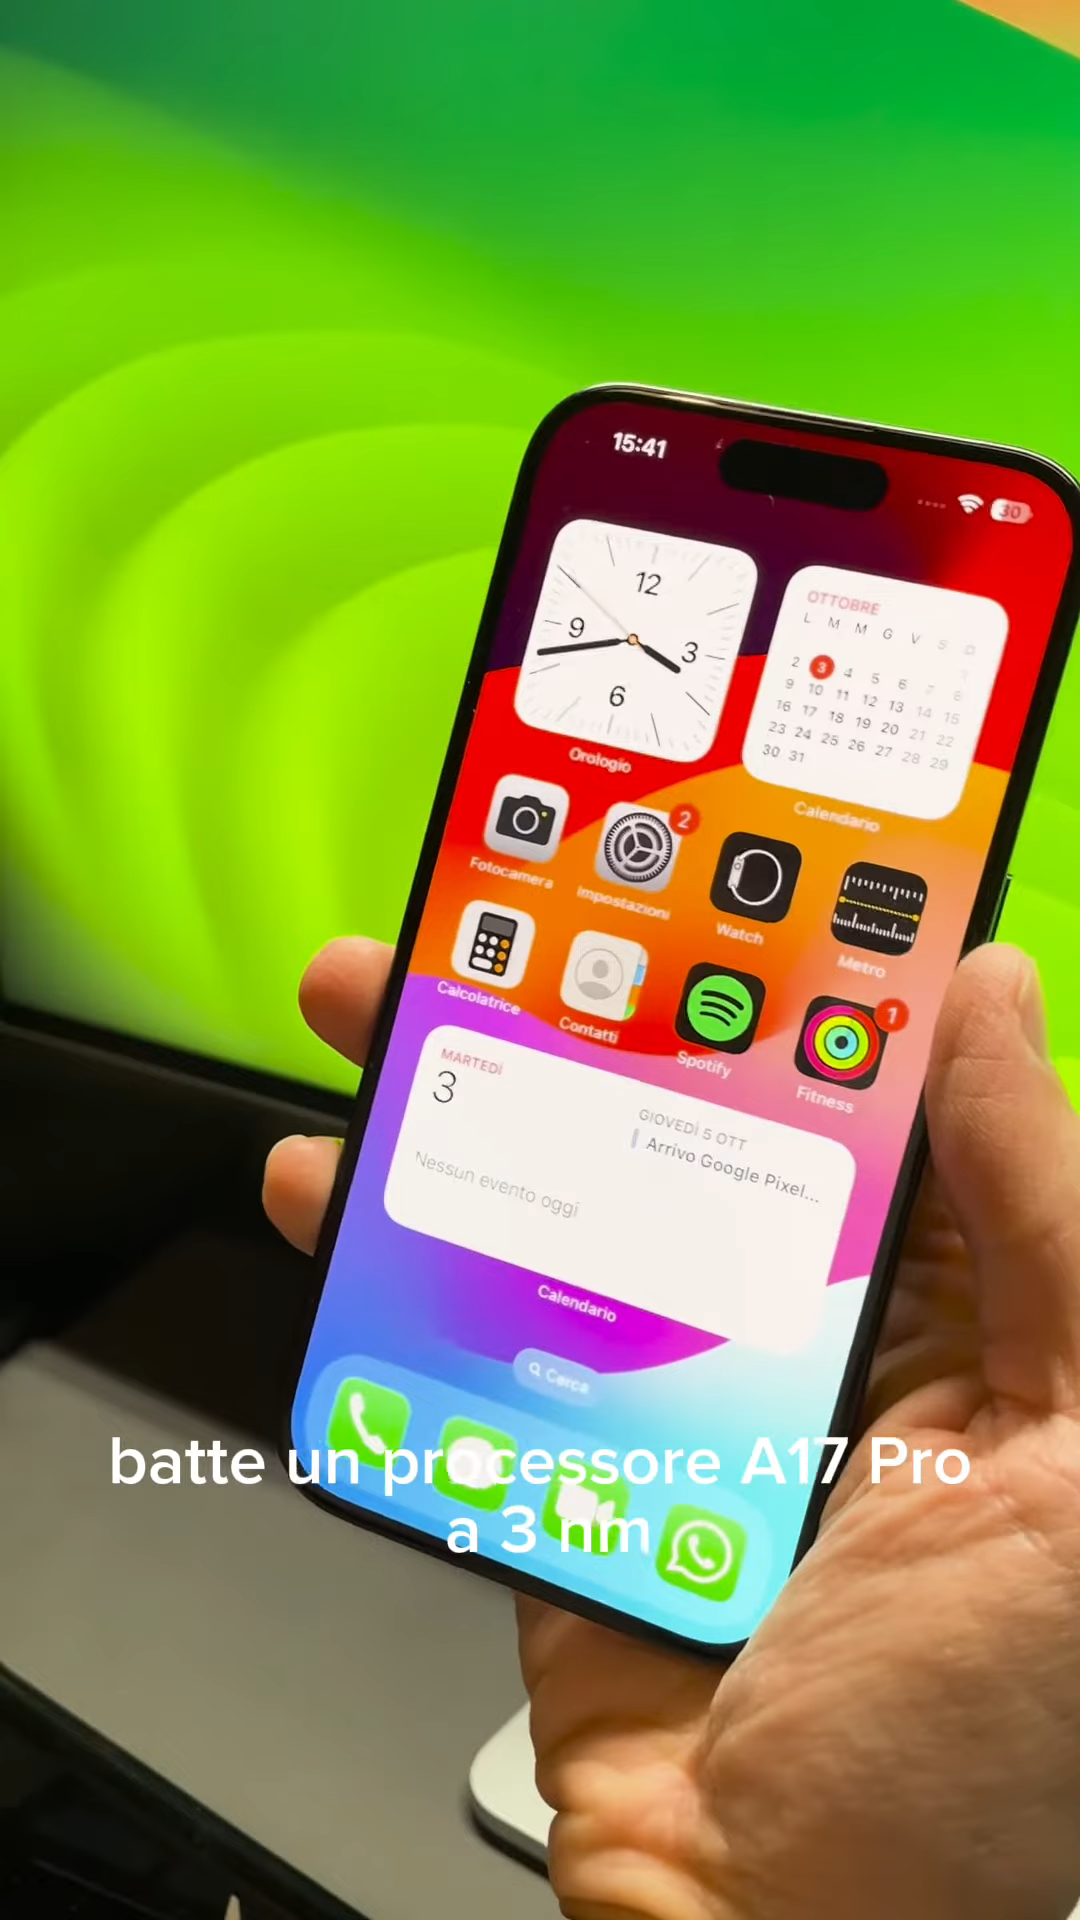 15:41
30
12
9
3
6
OTTOBRE
L M M G V S D
1
2 3 4 5 6 7 8
9 10 11 12 13 14 15
16 17 18 19 20 21 22
23 24 25 26 27 28 29
30 31
Orologio
Calendario
2
Fotocamera
Impostazioni
Watch
Metro
1
Calcolatrice
Contatti
Spotify
Fitness
MARTEDÌ
3
Nessun evento oggi
GIOVEDÌ 5 OTT
Arrivo Google Pixel...
Calendario
Cerca
batte un processore A17 Pro
a 3 nm